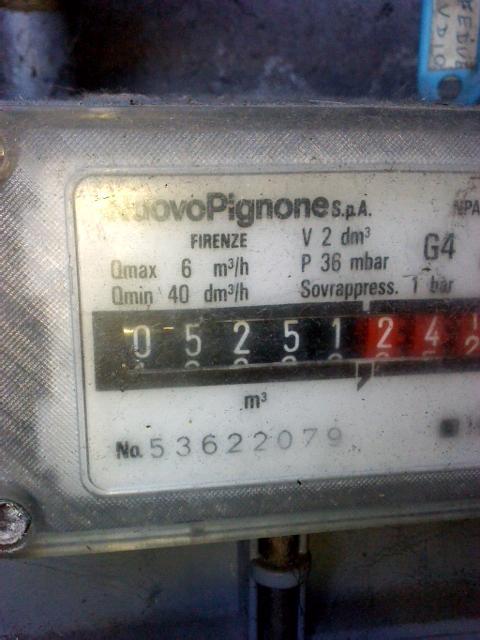 NuovoPignone S.p.A.
FIRENZE
V 2 dm³
G4
Qmax 6 m³/h
P 36 mbar
Qmin 40 dm³/h
Sovrappress. 1 bar
0 5 2 5 1 2 4
m³
No. 53622079